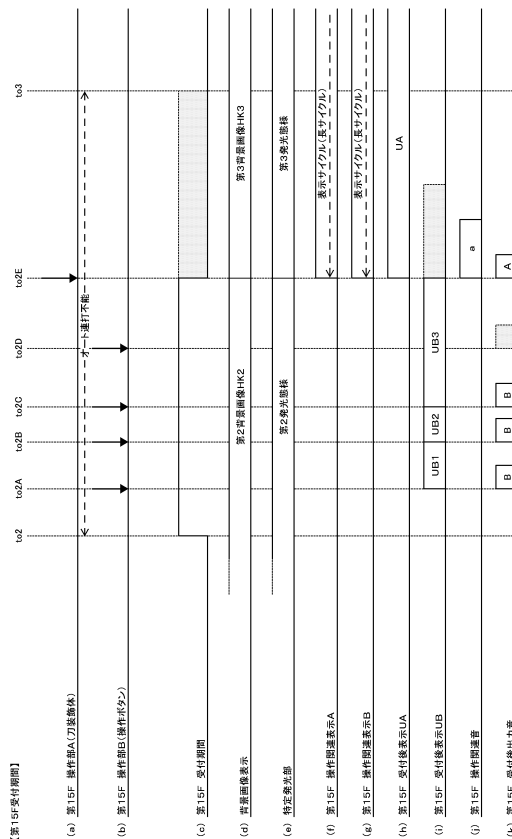 【第15F受付期間】
to2
to2A
to2B
to2C
to2D
to2E
to3
(a) 第15F 操作部A(刀装飾体)
オート連打不能
(b) 第15F 操作部B(操作ボタン)
(c) 第15F 受付期間
(d) 背景画像表示
第2背景画像HK2
第3背景画像HK3
(e) 特定発光部
第2発光態様
第3発光態様
(f) 第15F 操作関連表示A
表示サイクル(長サイクル)
(g) 第15F 操作関連表示B
表示サイクル(長サイクル)
(h) 第15F 受付後表示UA
UA
(i) 第15F 受付後表示UB
UB1
UB2
UB3
(j) 第15F 操作関連音
a
第15F 受付後出力音
B
B
B
A